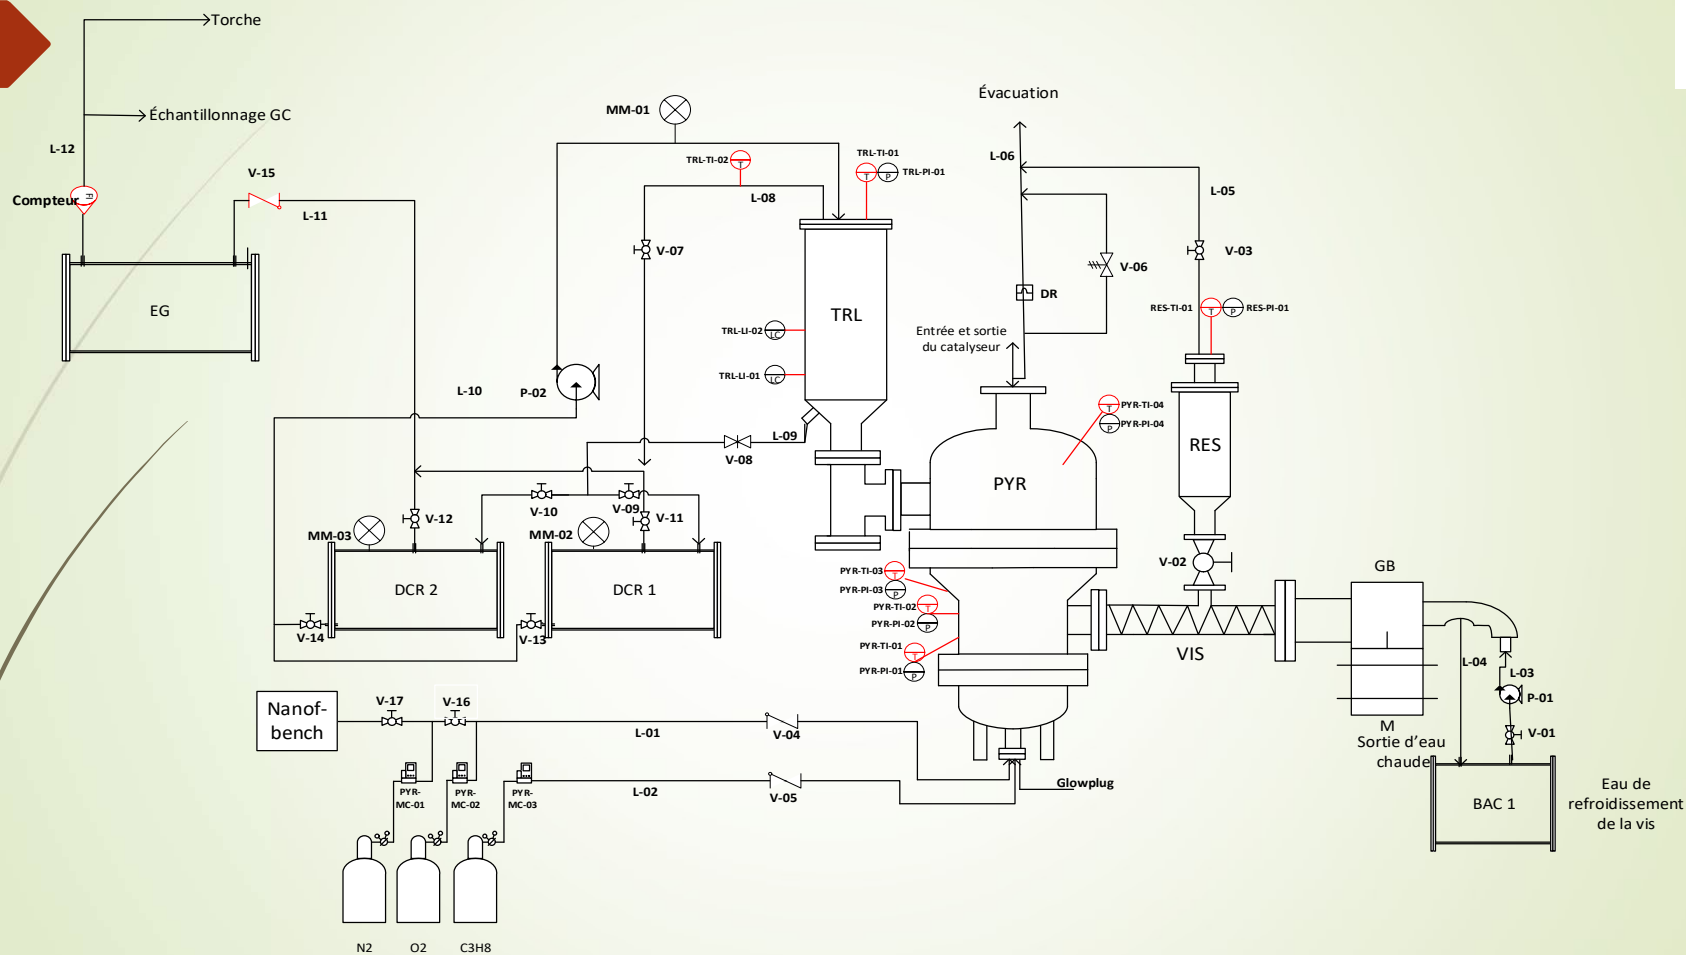 Torche
Échantillonnage GC
L-12
V-15
Compteur
FI
L-11
EG
MM-01
TRL-TI-02
T
L-08
TRL-TI-01
T
P
TRL-PI-01
V-07
TRL
TRL-LI-02
LC
TRL-LI-01
LC
L-10
P-02
L-09
V-08
Évacuation
L-06
L-05
V-03
V-06
DR
Entrée et sortie
du catalyseur
RES-TI-01
T
P
RES-PI-01
RES
PYR-TI-04
T
PYR-PI-04
P
PYR
V-10
V-09
V-11
V-12
MM-03
MM-02
DCR 2
DCR 1
V-14
V-13
PYR-TI-03
T
PYR-PI-03
P
PYR-TI-02
T
PYR-PI-02
P
PYR-TI-01
T
PYR-PI-01
P
V-02
VIS
GB
M
L-04
L-03
P-01
V-01
Sortie d’eau
chaude
BAC 1
Eau de
refroidissement
de la vis
Nanof-
bench
V-17
V-16
L-01
V-04
L-02
V-05
Glowplug
PYR-
MC-01
PYR-
MC-02
PYR-
MC-03
N2
O2
C3H8